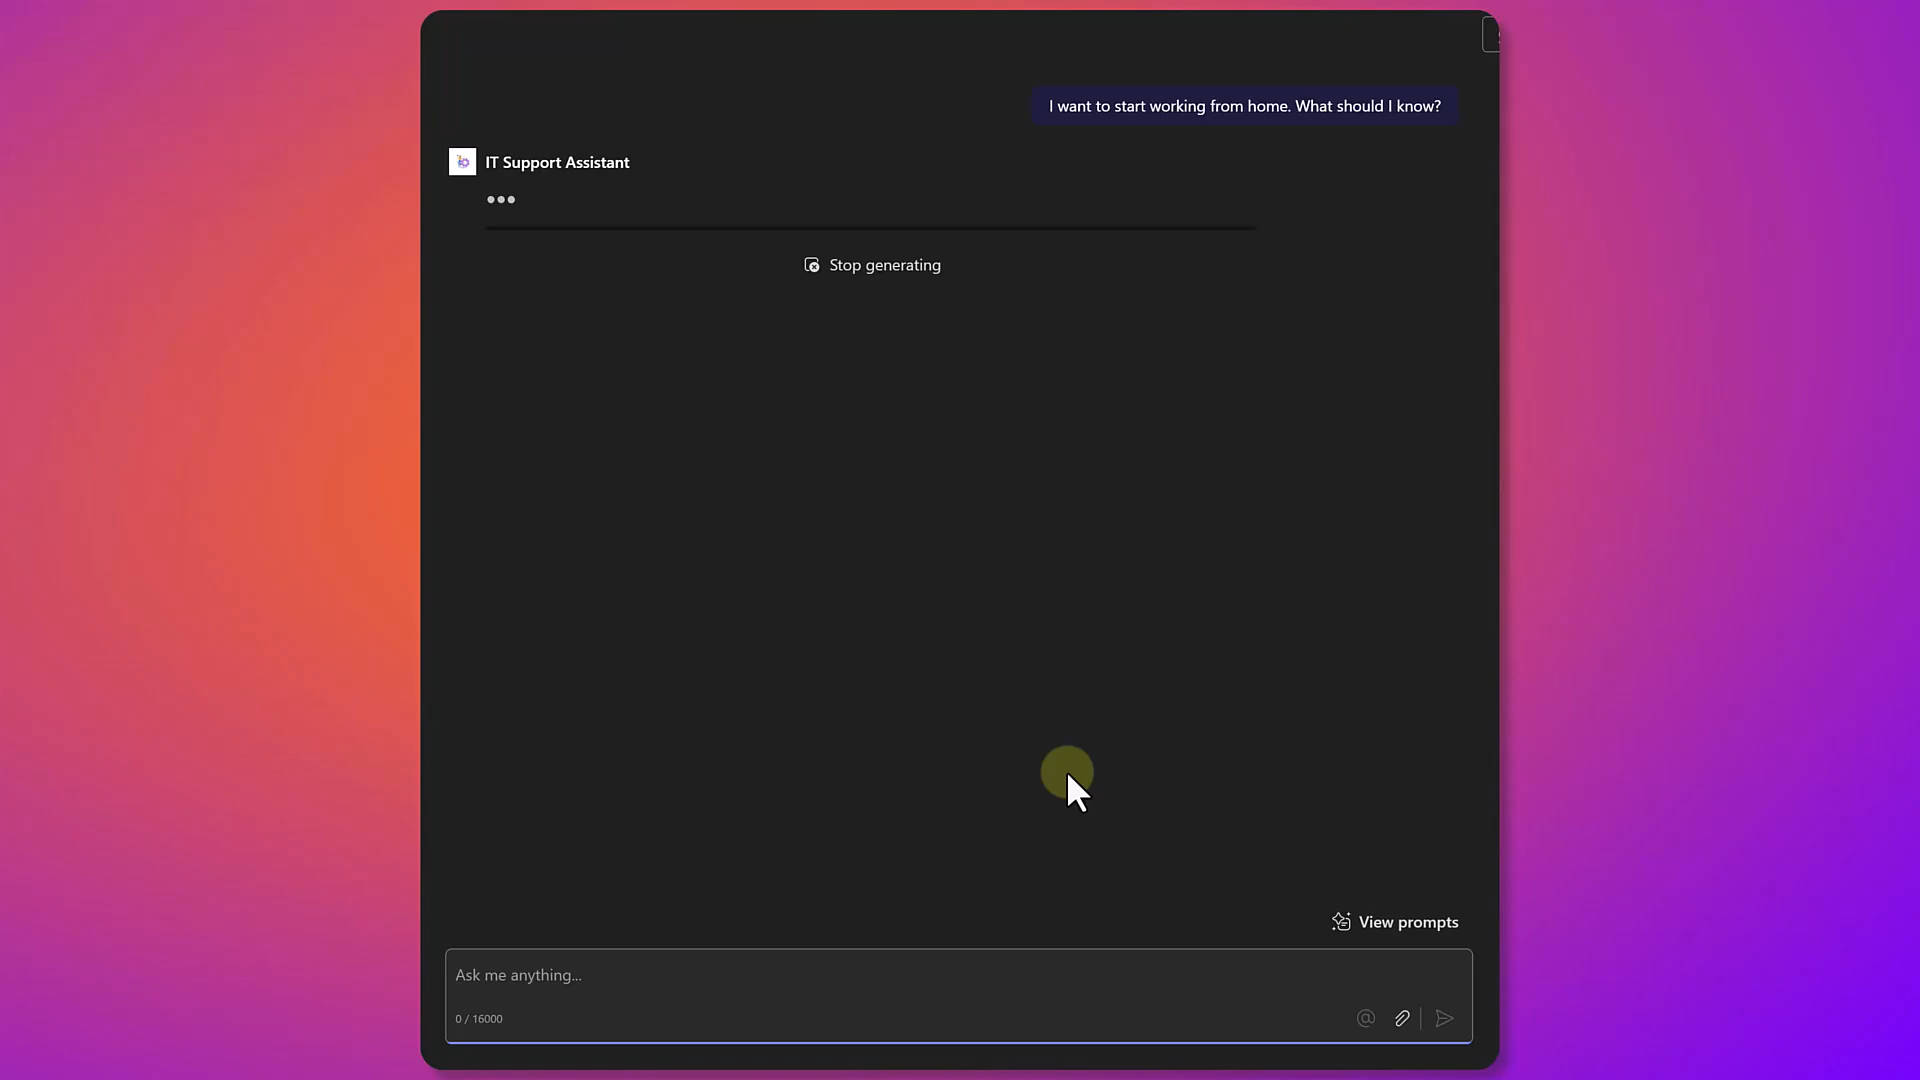 I want to start working from home. What should I know?
IT Support Assistant
Stop generating
View prompts
Ask me anything...
0 / 16000